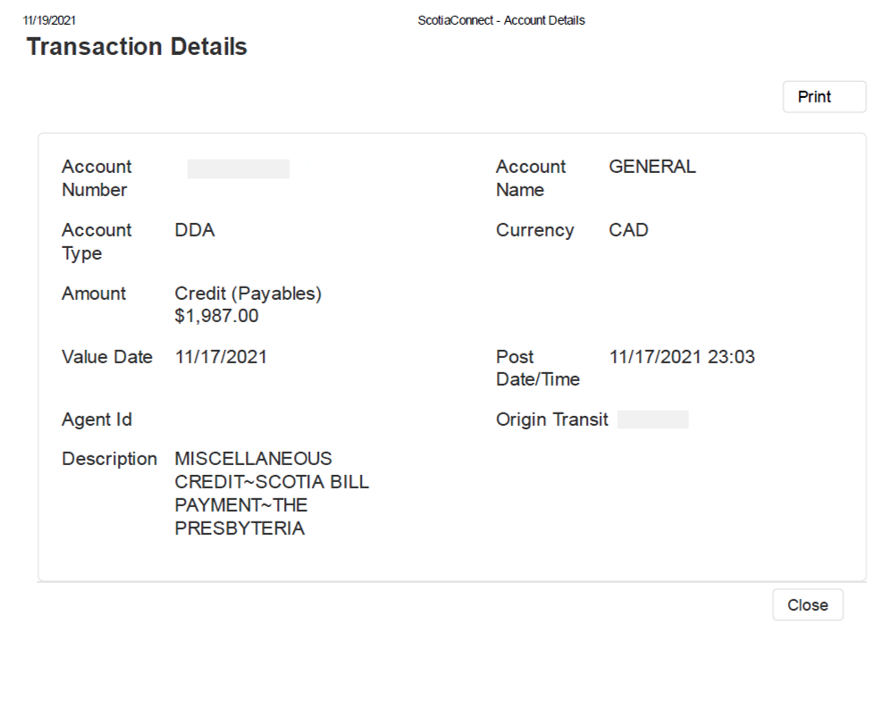 11/19/2021 ScotiaConnect - Account Details
Transaction Details
Print
Account Number Account Name GENERAL
Account Type DDA Currency CAD
Amount Credit (Payables)
$1,987.00
Value Date 11/17/2021 Post Date/Time 11/17/2021 23:03
Agent Id Origin Transit
Description MISCELLANEOUS
CREDIT~SCOTIA BILL
PAYMENT~THE
PRESBYTERIA
Close